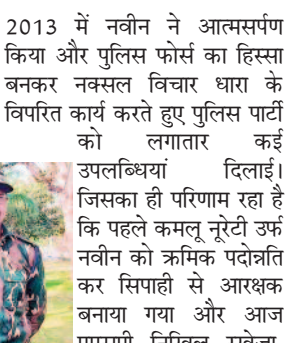 2013 में नवीन ने आत्मसर्पण
किया और पुलिस फोर्स का हिस्सा
बनकर नक्सल विचार धारा के
विपरित कार्य करते हुए पुलिस पार्टी
को लगातार कई
उपलब्धियां दिलाई।
जिसका ही परिणाम रहा है
कि पहले कमलू नूरेटी उर्फ
नवीन को क्रमिक पदोन्नति
कर सिपाही से आरक्षक
बनाया गया और आज